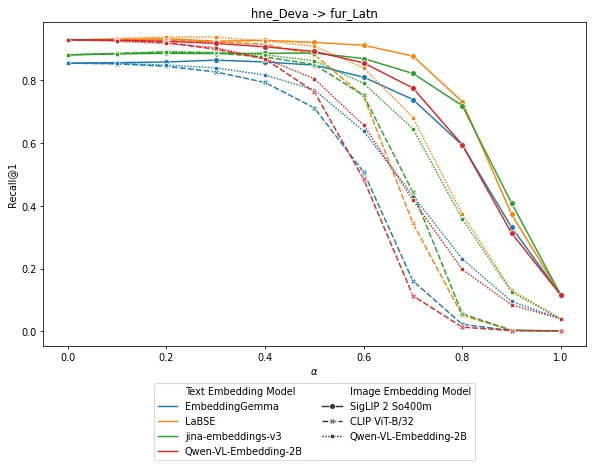 hne_Deva -> fur_Latn
Recall@1
0.8
0.6
0.4
0.2
0.0
0.0 0.2 0.4 0.6 0.8 1.0
α
Text Embedding Model Image Embedding Model
EmbeddingGemma SigLIP 2 So400m
LaBSE CLIP ViT-B/32
jina-embeddings-v3 Qwen-VL-Embedding-2B
Qwen-VL-Embedding-2B